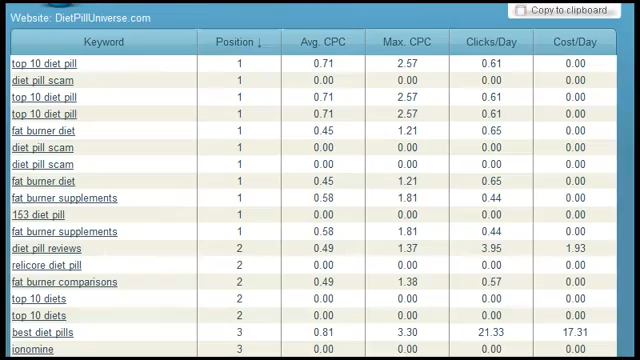 Website: DietPillUniverse.com
Copy to clipboard
Keyword Position ↓ Avg. CPC Max. CPC Clicks/Day Cost/Day
top 10 diet pill 1 0.71 2.57 0.61 0.00
diet pill scam 1 0.00 0.00 0.00 0.00
top 10 diet pill 1 0.71 2.57 0.61 0.00
top 10 diet pill 1 0.71 2.57 0.61 0.00
fat burner diet 1 0.45 1.21 0.65 0.00
diet pill scam 1 0.00 0.00 0.00 0.00
diet pill scam 1 0.00 0.00 0.00 0.00
fat burner diet 1 0.45 1.21 0.65 0.00
fat burner supplements 1 0.58 1.81 0.44 0.00
153 diet pill 1 0.00 0.00 0.00 0.00
fat burner supplements 1 0.58 1.81 0.44 0.00
diet pill reviews 2 0.49 1.37 3.95 1.93
relicore diet pill 2 0.00 0.00 0.00 0.00
fat burner comparisons 2 0.49 1.38 0.57 0.00
top 10 diets 2 0.00 0.00 0.00 0.00
top 10 diets 2 0.00 0.00 0.00 0.00
best diet pills 3 0.81 3.30 21.33 17.31
ionomine 3 0.00 0.00 0.00 0.00